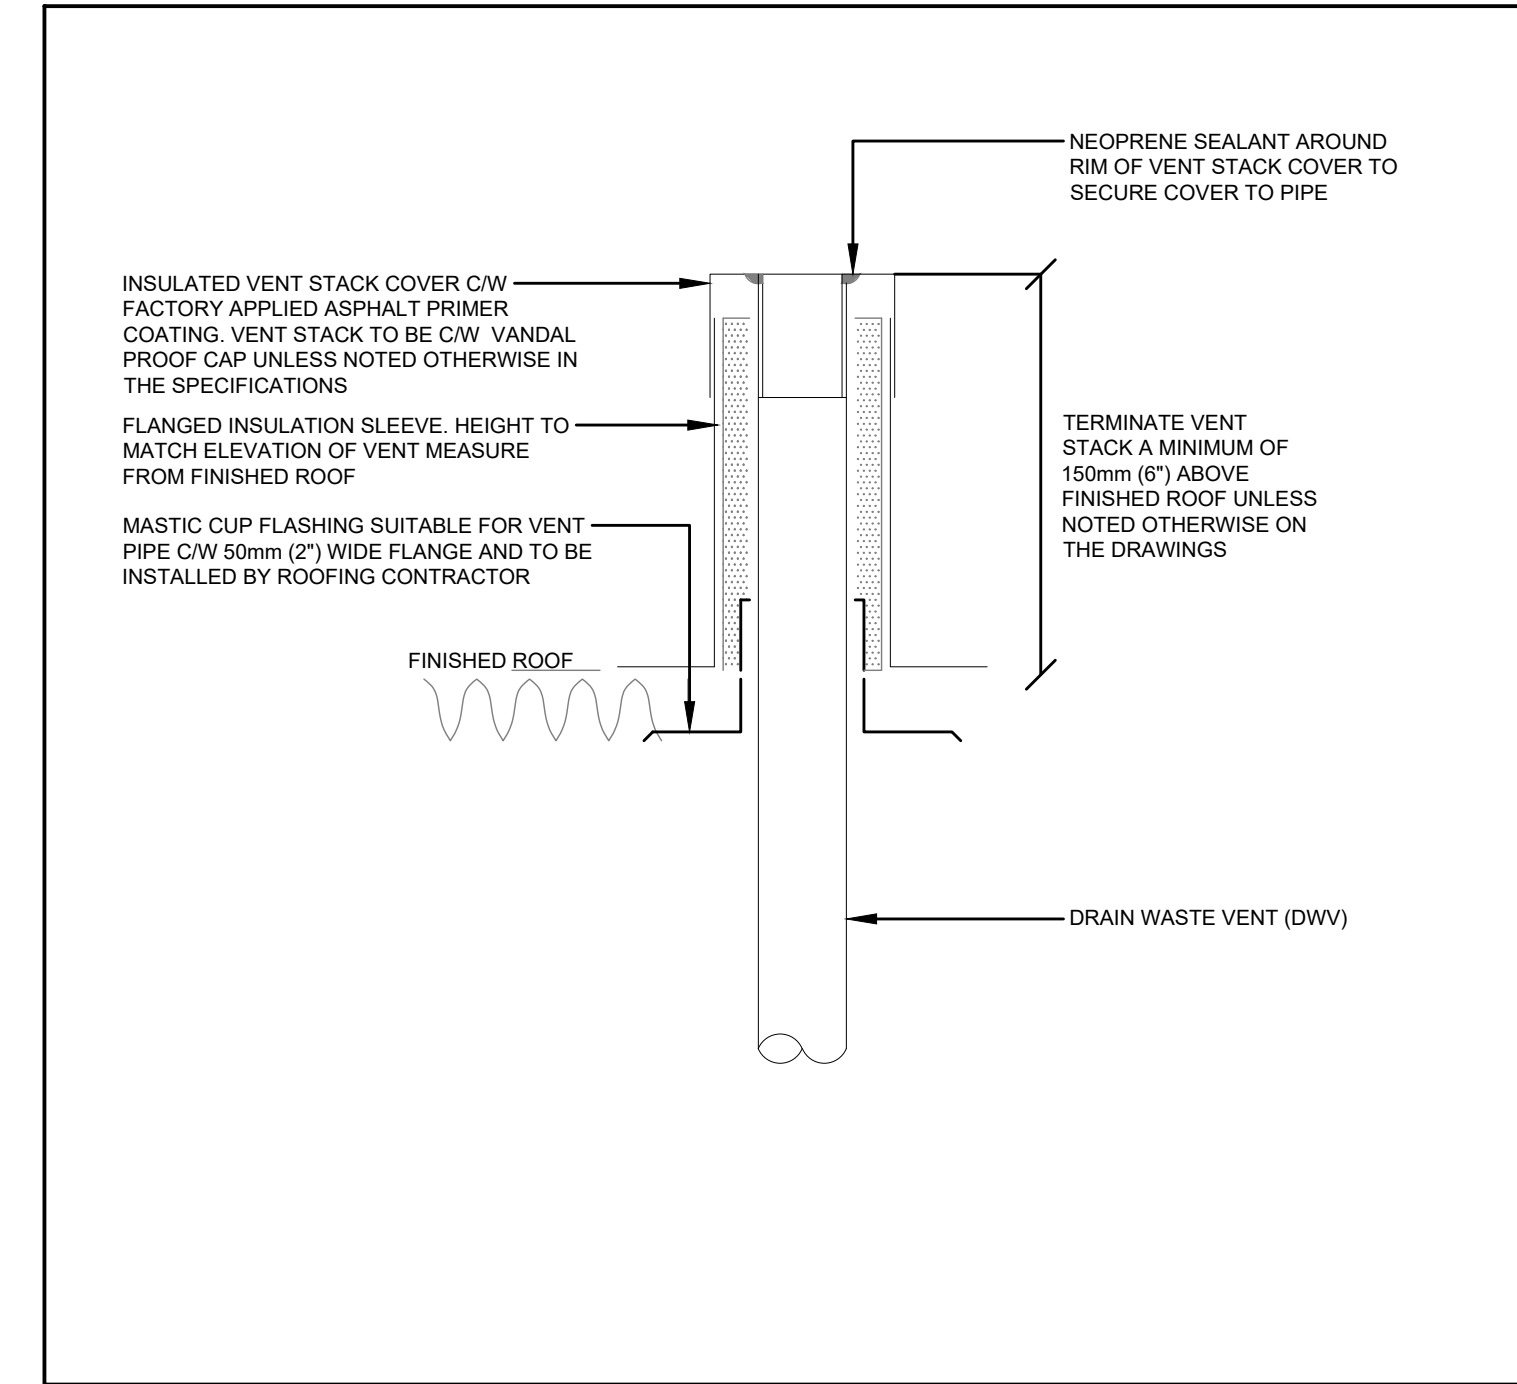 NEOPRENE SEALANT AROUND
RIM OF VENT STACK COVER TO
SECURE COVER TO PIPE
INSULATED VENT STACK COVER C/W
FACTORY APPLIED ASPHALT PRIMER
COATING. VENT STACK TO BE C/W VANDAL
PROOF CAP UNLESS NOTED OTHERWISE IN
THE SPECIFICATIONS
FLANGED INSULATION SLEEVE. HEIGHT TO
MATCH ELEVATION OF VENT MEASURE
FROM FINISHED ROOF
MASTIC CUP FLASHING SUITABLE FOR VENT
PIPE C/W 50mm (2") WIDE FLANGE AND TO BE
INSTALLED BY ROOFING CONTRACTOR
TERMINATE VENT
STACK A MINIMUM OF
150mm (6") ABOVE
FINISHED ROOF UNLESS
NOTED OTHERWISE ON
THE DRAWINGS
FINISHED ROOF
DRAIN WASTE VENT (DWV)